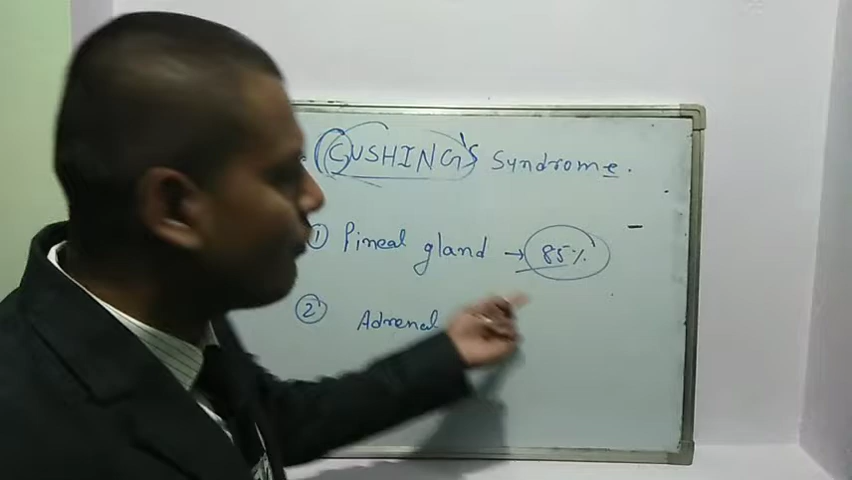 CUSHING'S Syndrome.
① Pineal gland → 85%
② Adrenal